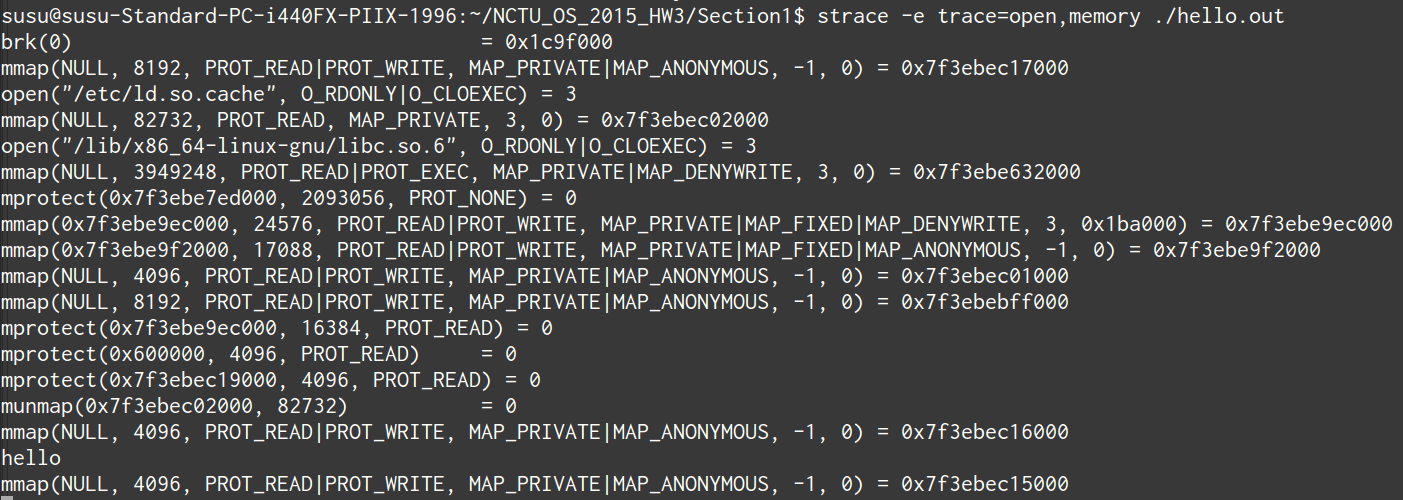 susu@susu-Standard-PC-i440FX-PIIX-1996:~/NCTU_OS_2015_HW3/Section1$ strace -e trace=open,memory ./hello.out
brk(0)                                  = 0x1c9f000
mmap(NULL, 8192, PROT_READ|PROT_WRITE, MAP_PRIVATE|MAP_ANONYMOUS, -1, 0) = 0x7f3ebec17000
open("/etc/ld.so.cache", O_RDONLY|O_CLOEXEC) = 3
mmap(NULL, 82732, PROT_READ, MAP_PRIVATE, 3, 0) = 0x7f3ebec02000
open("/lib/x86_64-linux-gnu/libc.so.6", O_RDONLY|O_CLOEXEC) = 3
mmap(NULL, 3949248, PROT_READ|PROT_EXEC, MAP_PRIVATE|MAP_DENYWRITE, 3, 0) = 0x7f3ebe632000
mprotect(0x7f3ebe7ed000, 2093056, PROT_NONE) = 0
mmap(0x7f3ebe9ec000, 24576, PROT_READ|PROT_WRITE, MAP_PRIVATE|MAP_FIXED|MAP_DENYWRITE, 3, 0x1ba000) = 0x7f3ebe9ec000
mmap(0x7f3ebe9f2000, 17088, PROT_READ|PROT_WRITE, MAP_PRIVATE|MAP_FIXED|MAP_ANONYMOUS, -1, 0) = 0x7f3ebe9f2000
mmap(NULL, 4096, PROT_READ|PROT_WRITE, MAP_PRIVATE|MAP_ANONYMOUS, -1, 0) = 0x7f3ebec01000
mmap(NULL, 8192, PROT_READ|PROT_WRITE, MAP_PRIVATE|MAP_ANONYMOUS, -1, 0) = 0x7f3ebebff000
mprotect(0x7f3ebe9ec000, 16384, PROT_READ) = 0
mprotect(0x600000, 4096, PROT_READ)     = 0
mprotect(0x7f3ebec19000, 4096, PROT_READ) = 0
munmap(0x7f3ebec02000, 82732)           = 0
mmap(NULL, 4096, PROT_READ|PROT_WRITE, MAP_PRIVATE|MAP_ANONYMOUS, -1, 0) = 0x7f3ebec16000
hello
mmap(NULL, 4096, PROT_READ|PROT_WRITE, MAP_PRIVATE|MAP_ANONYMOUS, -1, 0) = 0x7f3ebec15000